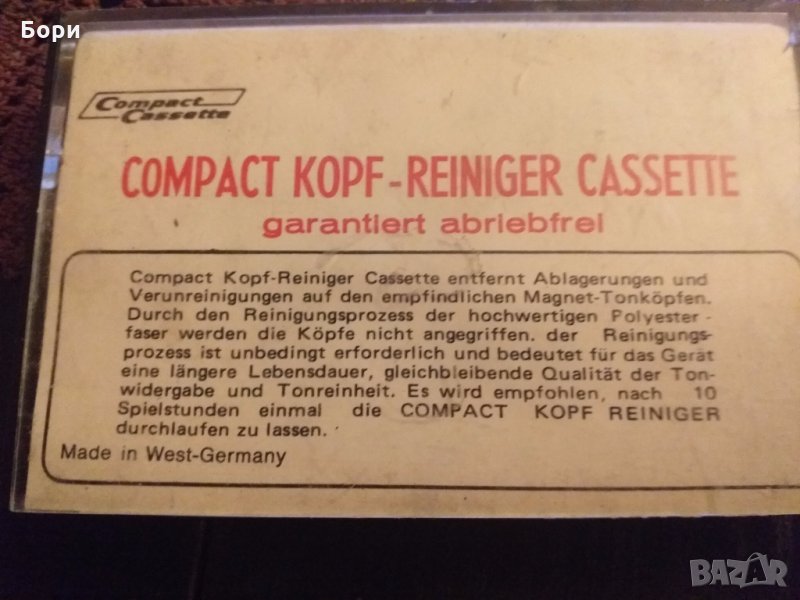 Бори
Compact
Cassette
COMPACT KOPF-REINIGER CASSETTE
garantiert abriebfrei
Compact Kopf-Reiniger Cassette entfernt Ablagerungen und
Verunreinigungen auf den empfindlichen Magnet-Tonköpfen.
Durch den Reinigungsprozess der hochwertigen Polyester-
faser werden die Köpfe nicht angegriffen. der Reinigungs-
prozess ist unbedingt erforderlich und bedeutet für das Gerät
eine längere Lebensdauer, gleichbleibende Qualität der Ton-
widergabe und Tonreinheit. Es wird empfohlen, nach 10
Spielstunden einmal die COMPACT KOPF REINIGER
durchlaufen zu lassen.
Made in West-Germany
BAZAR